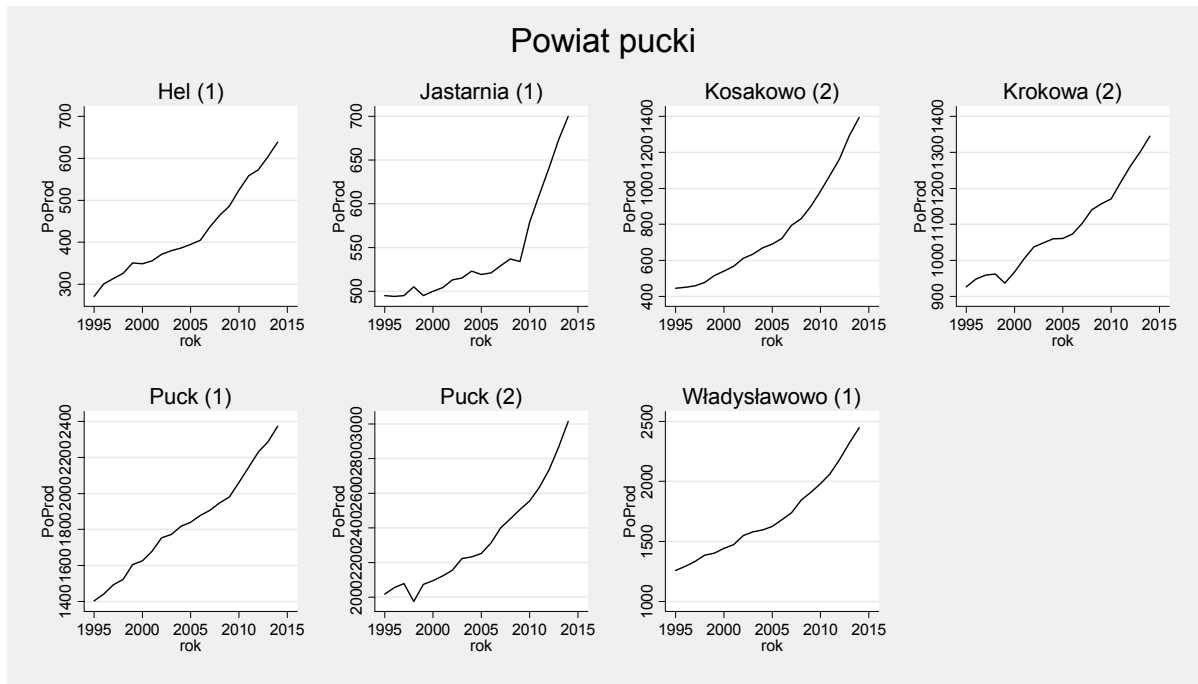 Powiat pucki
Hel (1)
PoProd
300 400 500 600 700
1995 2000 2005 2010 2015
rok
Jastarnia (1)
PoProd
500 550 600 650 700
1995 2000 2005 2010 2015
rok
Kosakowo (2)
PoProd
400 600 800 1000 1200 1400
1995 2000 2005 2010 2015
rok
Krokowa (2)
PoProd
900 1000 1100 1200 1300 1400
1995 2000 2005 2010 2015
rok
Puck (1)
PoProd
1400 1600 1800 2000 2200 2400
1995 2000 2005 2010 2015
rok
Puck (2)
PoProd
2000 2200 2400 2600 2800 3000
1995 2000 2005 2010 2015
rok
Władysławowo (1)
PoProd
1000 1500 2000 2500
1995 2000 2005 2010 2015
rok